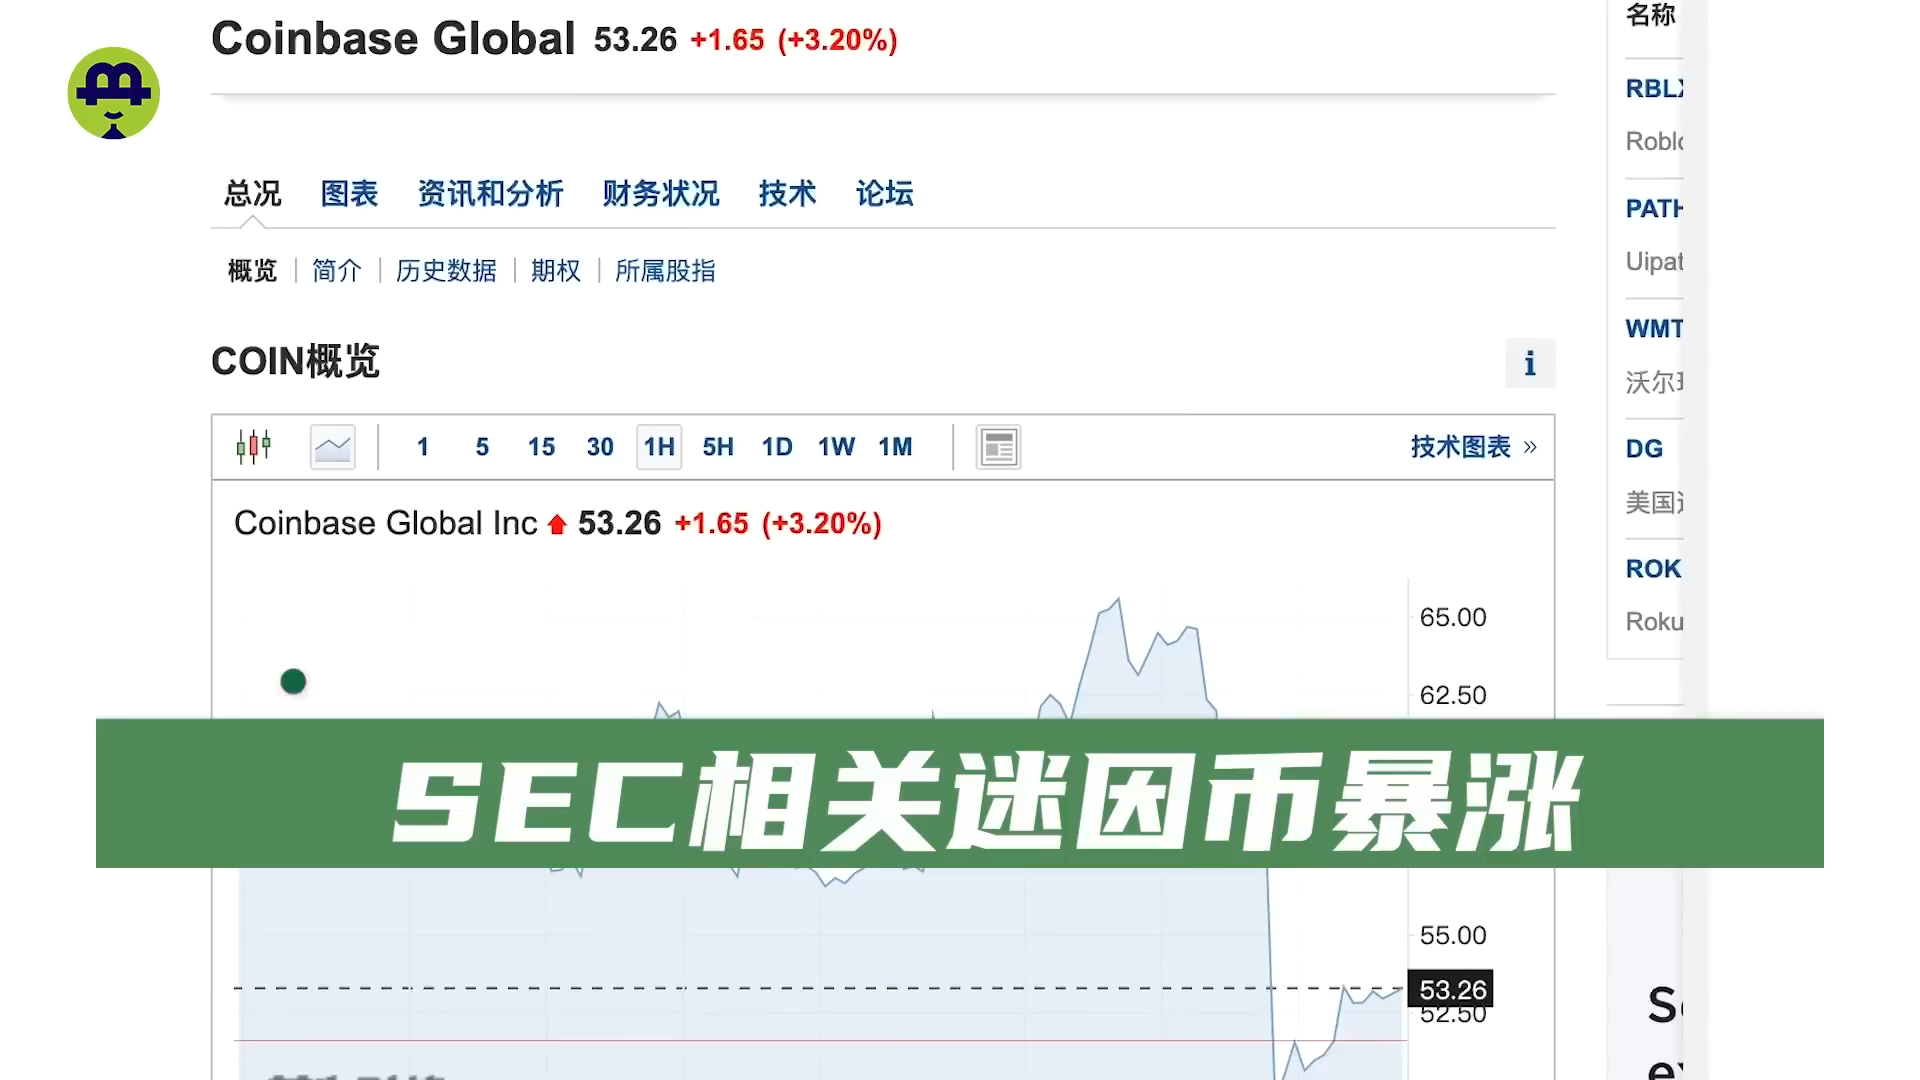 Coinbase Global 53.26 +1.65 (+3.20%)
总况 图表 资讯和分析 财务状况 技术 论坛
概览 简介 历史数据 期权 所属股指
COIN概览
1 5 15 30 1H 5H 1D 1W 1M 技术图表 »
Coinbase Global Inc 53.26 +1.65 (+3.20%)
65.00
62.50
SEC相关迷因币暴涨
55.00
53.26
52.50
名称
WMT
DG
Roku